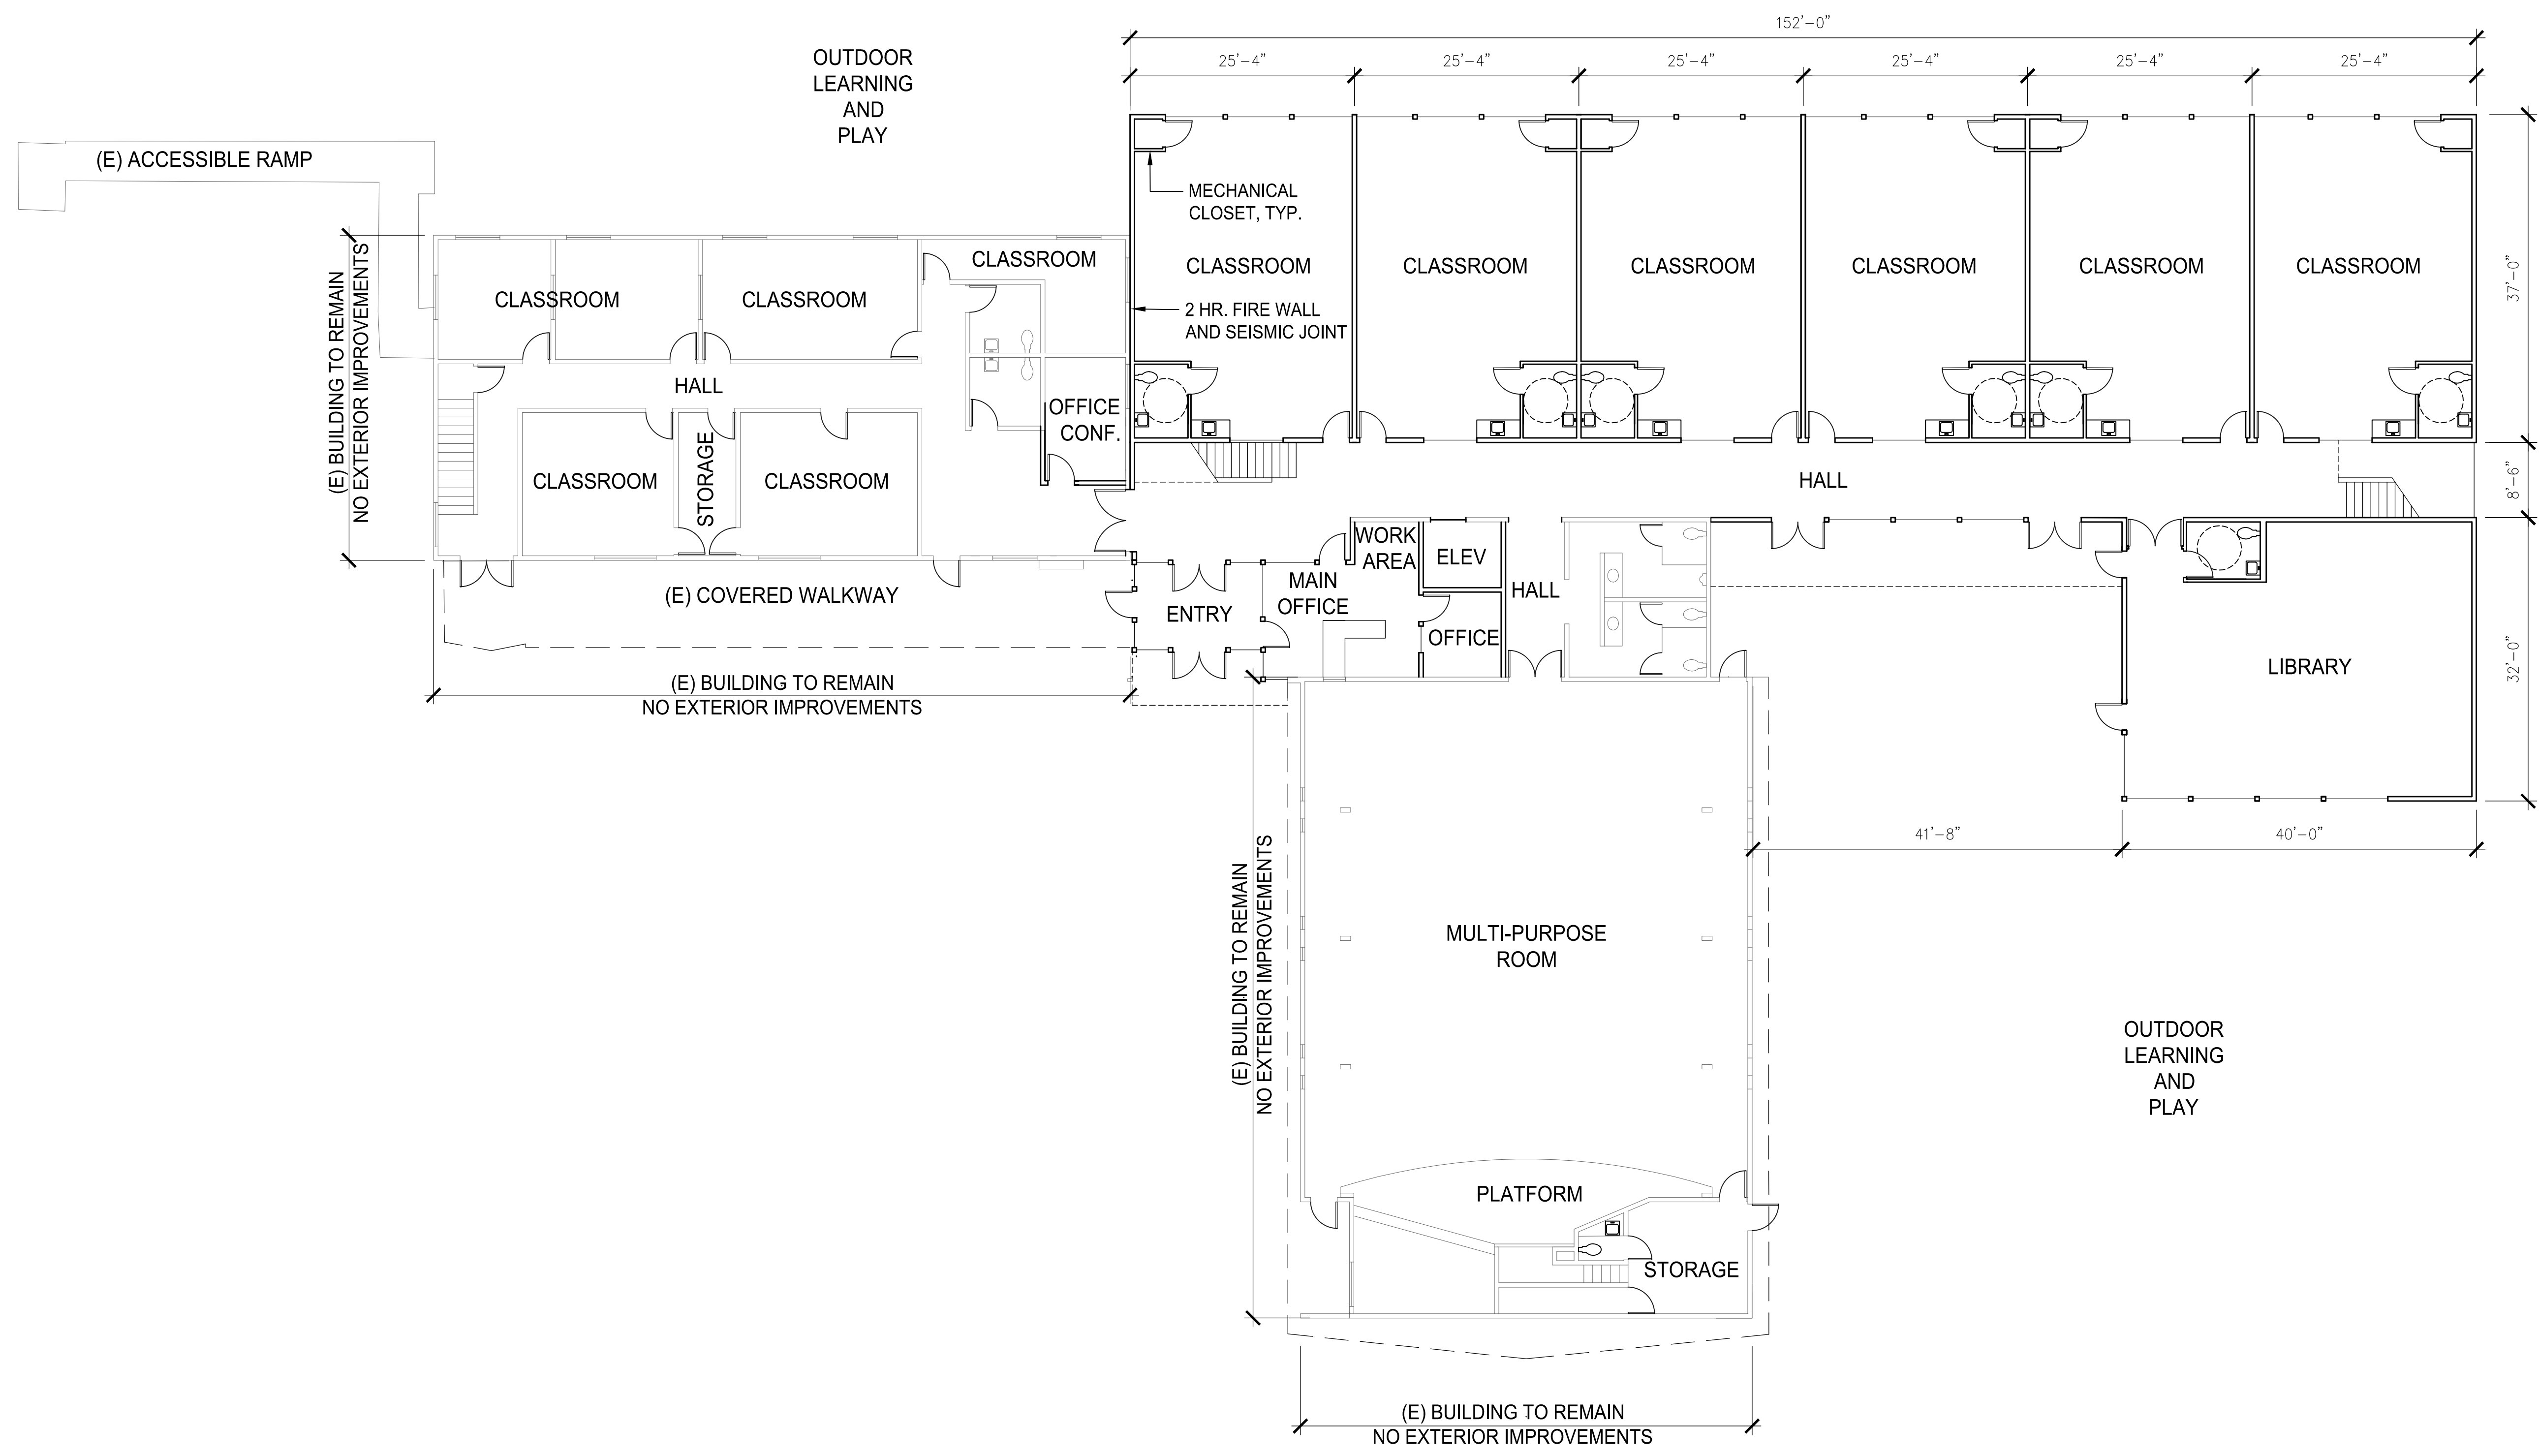 152'-0"
25'-4"
25'-4"
25'-4"
25'-4"
25'-4"
25'-4"
OUTDOOR
LEARNING
AND
PLAY
(E) ACCESSIBLE RAMP
MECHANICAL
CLOSET, TYP.
CLASSROOM
CLASSROOM
CLASSROOM
CLASSROOM
CLASSROOM
CLASSROOM
CLASSROOM
37'-0"
2 HR. FIRE WALL
AND SEISMIC JOINT
(E) BUILDING TO REMAIN
NO EXTERIOR IMPROVEMENTS
CLASSROOM
CLASSROOM
HALL
OFFICE
CONF.
STORAGE
CLASSROOM
CLASSROOM
HALL
8'-6"
WORK
AREA
ELEV
MAIN
OFFICE
HALL
(E) COVERED WALKWAY
ENTRY
OFFICE
LIBRARY
32'-0"
(E) BUILDING TO REMAIN
NO EXTERIOR IMPROVEMENTS
41'-8"
40'-0"
(E) BUILDING TO REMAIN
NO EXTERIOR IMPROVEMENTS
MULTI-PURPOSE
ROOM
OUTDOOR
LEARNING
AND
PLAY
PLATFORM
STORAGE
(E) BUILDING TO REMAIN
NO EXTERIOR IMPROVEMENTS